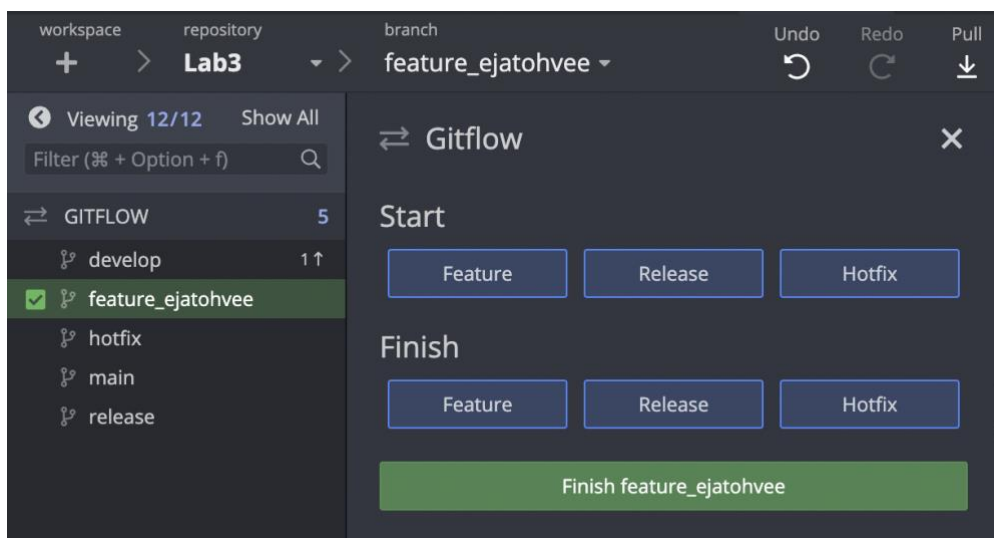 workspace repository branch Undo Redo Pull
+ > Lab3 > feature_ejatohvee
Viewing 12/12 Show All
Filter (⌘ + Option + f)
GITFLOW 5
develop 1↑
feature_ejatohvee
hotfix
main
release
Gitflow
Start
Feature Release Hotfix
Finish
Feature Release Hotfix
Finish feature_ejatohvee